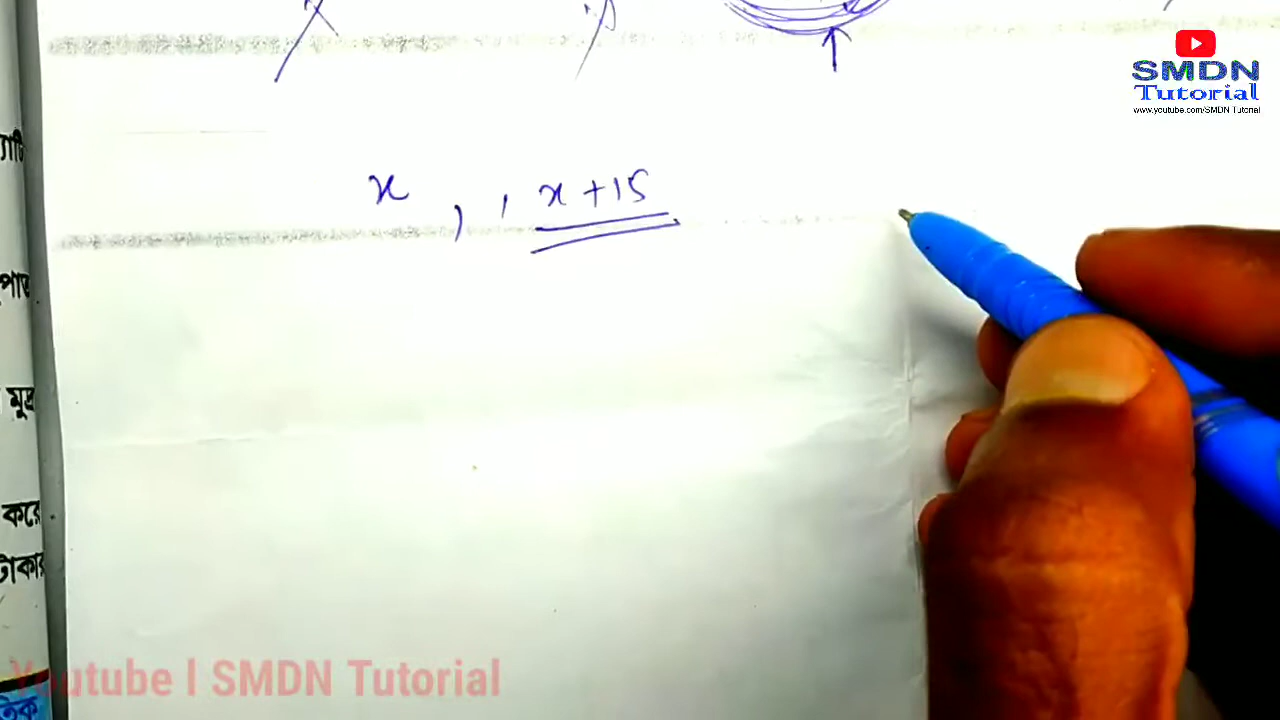 SMDN
Tutorial
www.youtube.com/SMDN Tutorial
x , , x + 15
মুদ্র
করে
টাকার
Youtube l SMDN Tutorial